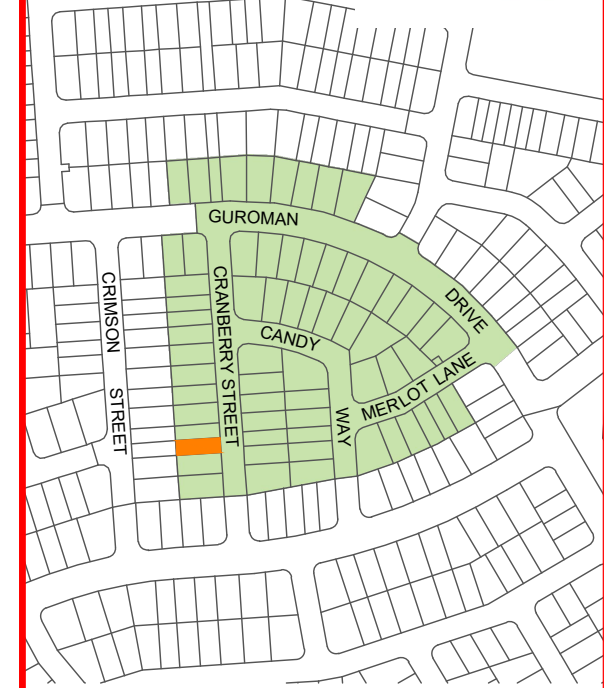 GUROMAN
DRIVE
CRIMSON
STREET
CRANBERRY STREET
CANDY
WAY
MERLOT LANE